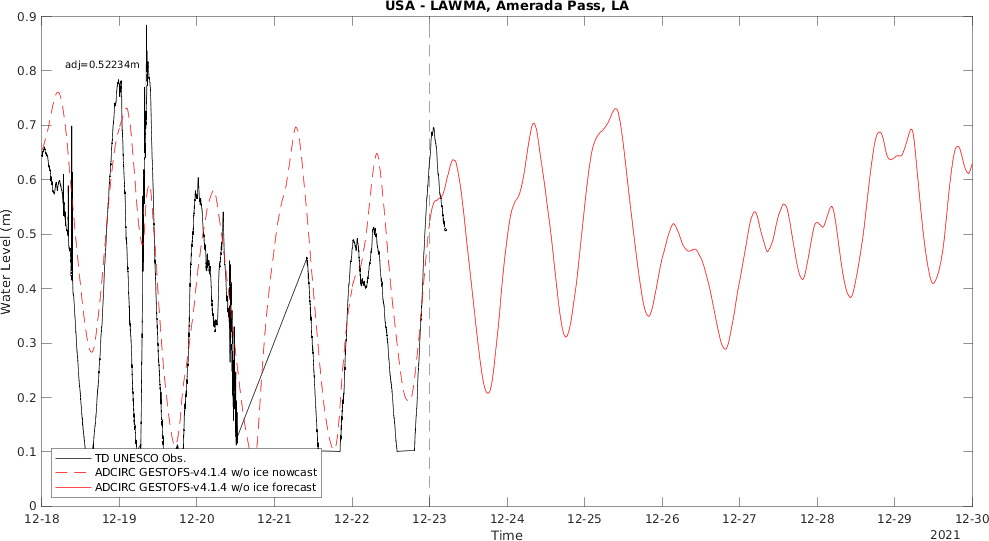 USA - LAWMA, Amerada Pass, LA
0.9
0.8
0.7
0.6
0.5
0.4
0.3
0.2
0.1
0
Water Level (m)
adj=0.52234m
TD UNESCO Obs.
ADCIRC GESTOFS-v4.1.4 w/o ice nowcast
ADCIRC GESTOFS-v4.1.4 w/o ice forecast
12-18 12-19 12-20 12-21 12-22 12-23 12-24 12-25 12-26 12-27 12-28 12-29 12-30
Time
2021